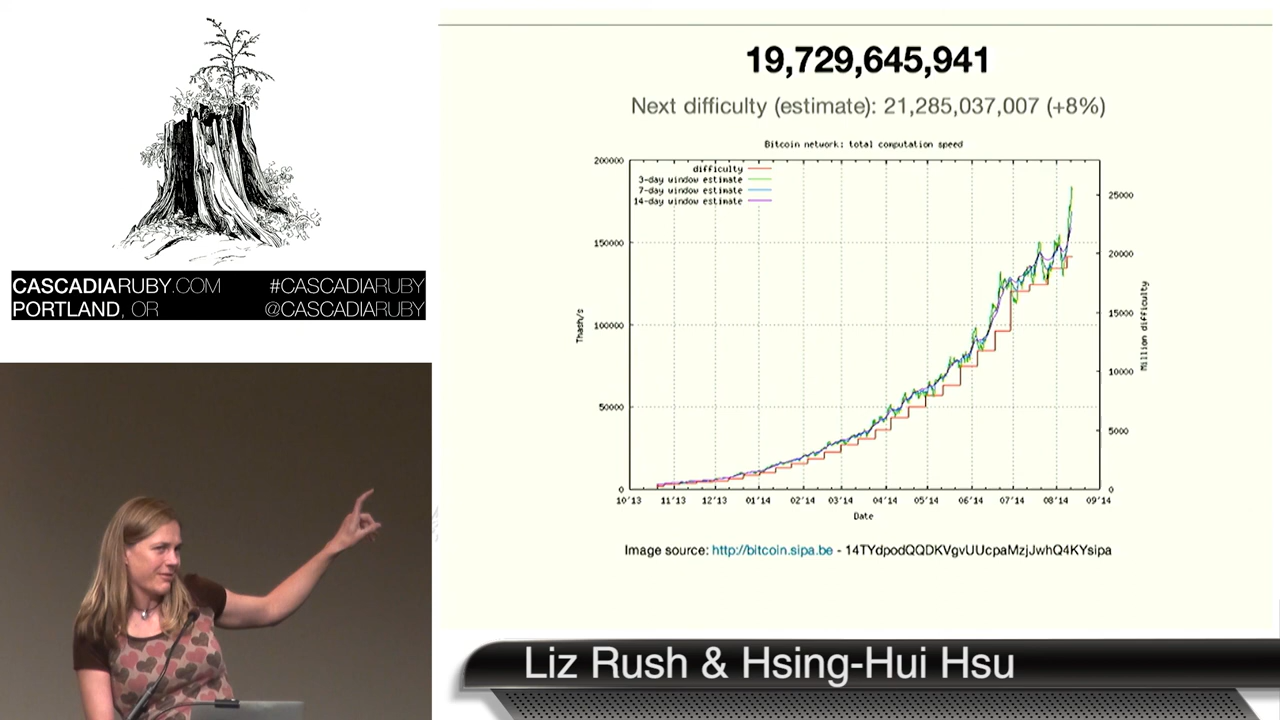 CASCADIARUBY.COM #CASCADIARUBY
PORTLAND, OR @CASCADIARUBY
19,729,645,941
Next difficulty (estimate): 21,285,037,007 (+8%)
Bitcoin network: total computation speed
difficulty
3-day window estimate
7-day window estimate
14-day window estimate
200000
150000
100000
50000
0
Thash/s
25000
20000
15000
10000
5000
0
Million difficulty
10'13 11'13 12'13 01'14 02'14 03'14 04'14 05'14 06'14 07'14 08'14 09'14
Date
Image source: http://bitcoin.sipa.be - 14TYdpodQQDKVgvUUcpaMzjJwhQ4KYsipa
Liz Rush & Hsing-Hui Hsu